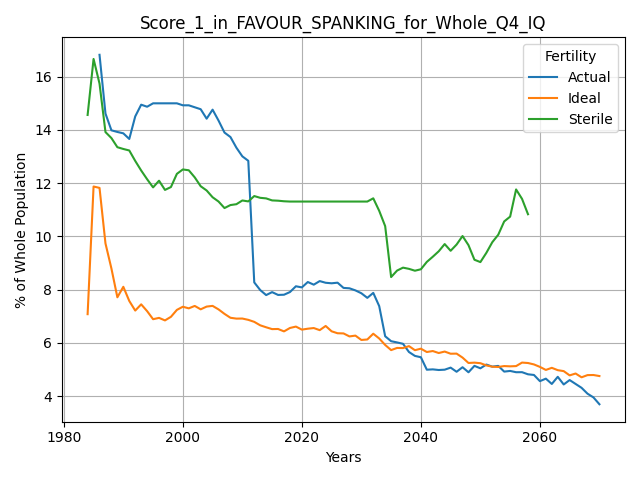 Score_1_in_FAVOUR_SPANKING_for_Whole_Q4_IQ
Fertility
Actual
Ideal
Sterile
% of Whole Population
16
14
12
10
8
6
4
1980 2000 2020 2040 2060
Years